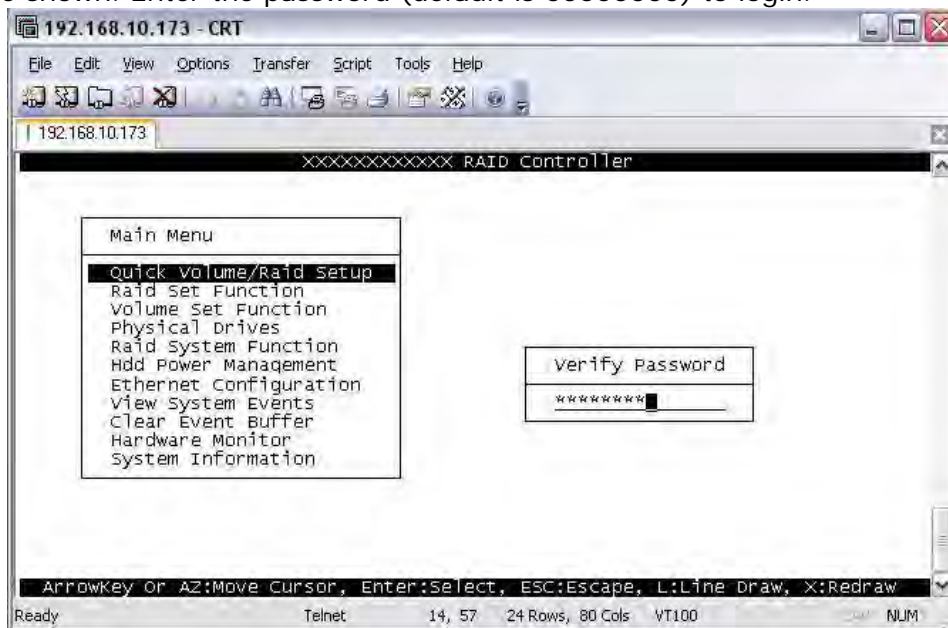 shown. Enter the password (default is 00000000) to login.
192.168.10.173 - CRT
File Edit View Options Transfer Script Tools Help
192.168.10.173
XXXXXXXXXXXX RAID Controller
Main Menu
Quick Volume/Raid Setup
Raid Set Function
Volume Set Function
Physical Drives
Raid System Function
Hdd Power Management
Ethernet Configuration
View System Events
Clear Event Buffer
Hardware Monitor
System Information
Verify Password
********
ArrowKey Or AZ:Move Cursor, Enter:Select, ESC:Escape, L:Line Draw, X:Redraw
Ready Telnet 14, 57 24 Rows, 80 Cols VT100 NUM